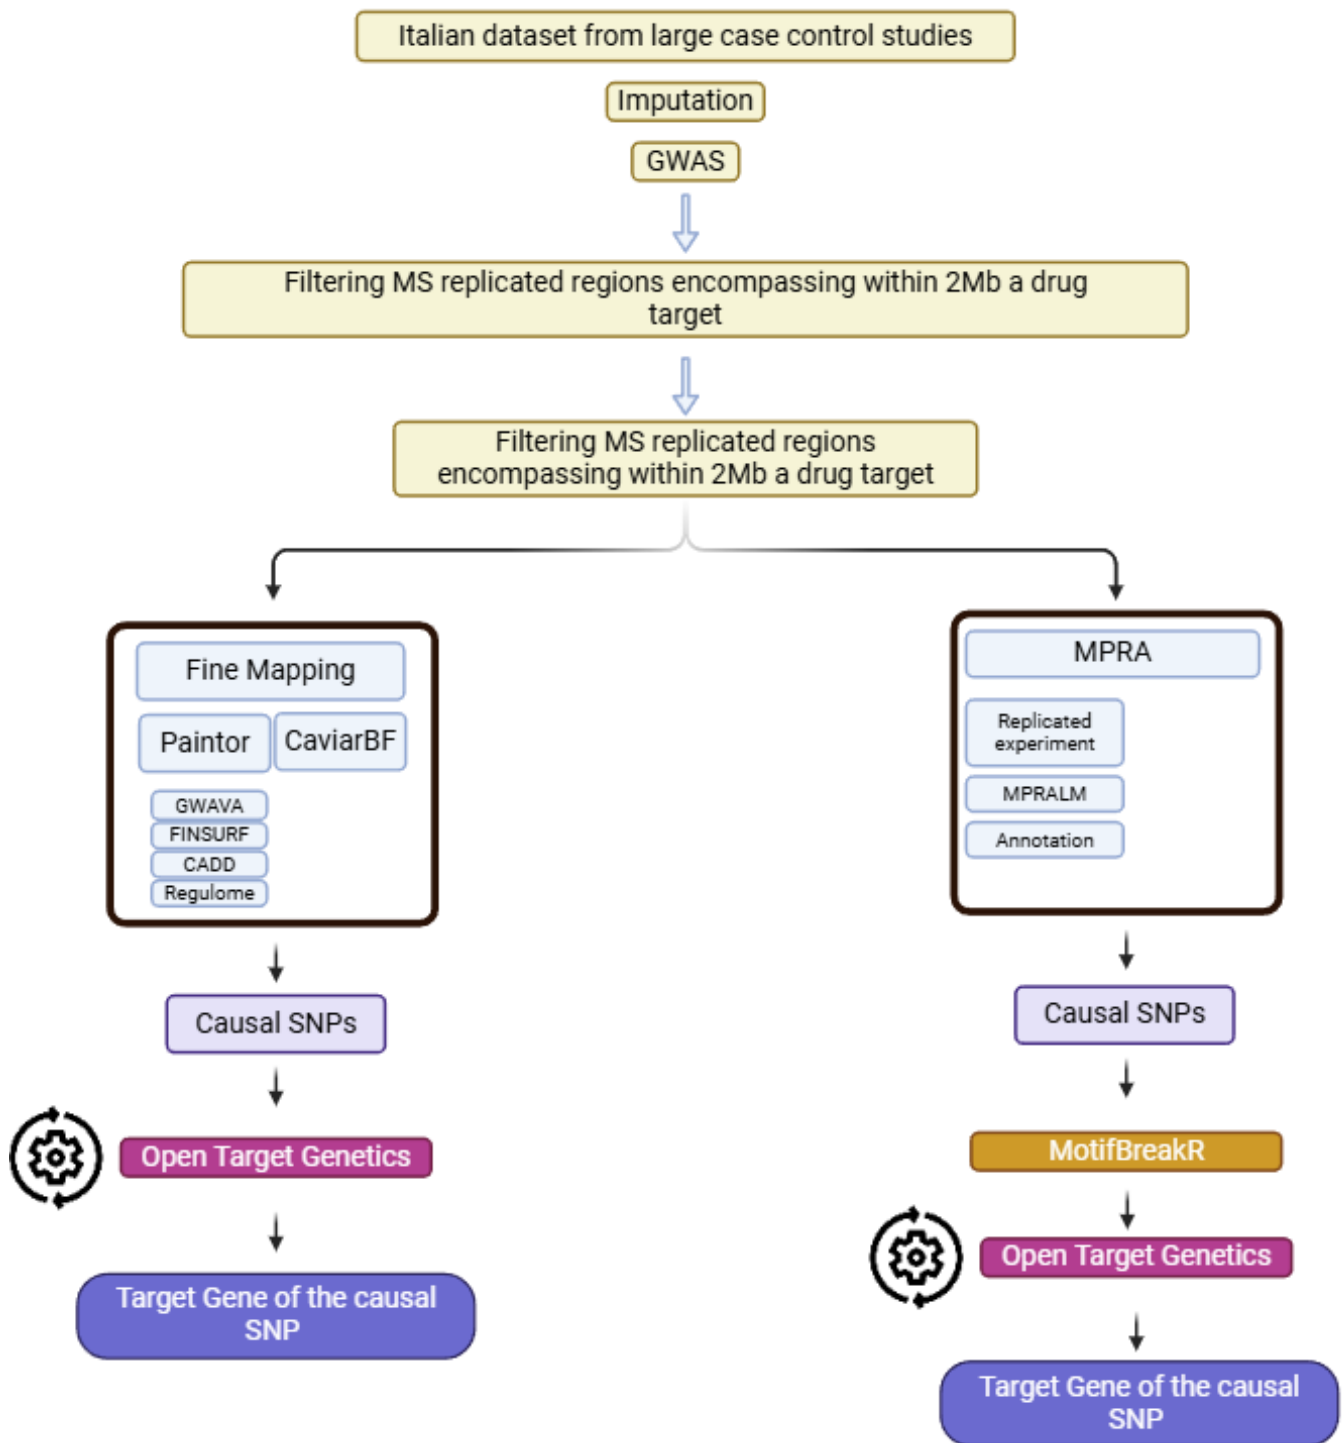 Italian dataset from large case control studies
Imputation
GWAS
Filtering MS replicated regions encompassing within 2Mb a drug
target
Filtering MS replicated regions
encompassing within 2Mb a drug target
Fine Mapping
Paintor
CaviarBF
GWAVA
FINSURF
CADD
Regulome
Causal SNPs
Open Target Genetics
Target Gene of the causal
SNP
MPRA
Replicated
experiment
MPRALM
Annotation
Causal SNPs
MotifBreakR
Open Target Genetics
Target Gene of the causal
SNP